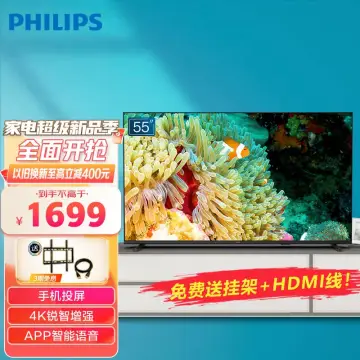 PHILIPS
家电超级新品季
全面开抢
以旧换新至高立减400元
到手不高于
¥1699
55"
送
免费送挂架+HDMI线！
手机投屏
4K锐智增强
APP智能语音